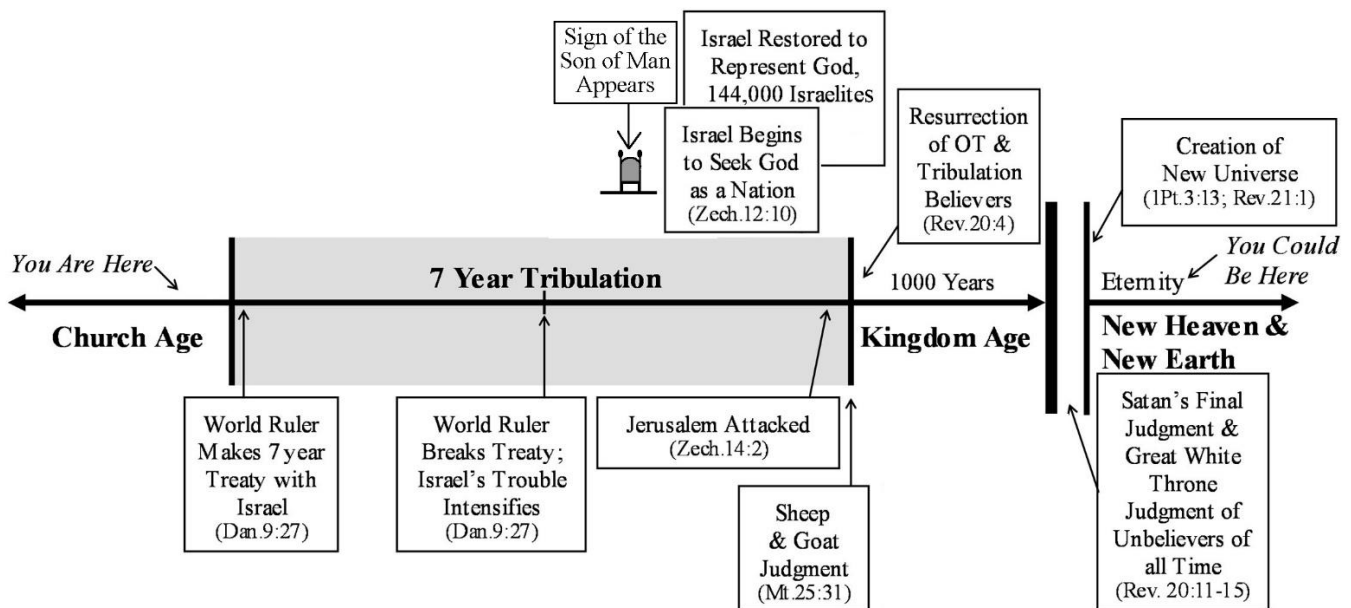 Sign of the
Son of Man
Appears
Israel Restored to
Represent God,
144,000 Israelites
Israel Begins
to Seek God
as a Nation
(Zech.12:10)
Resurrection
of OT &
Tribulation
Believers
(Rev.20:4)
Creation of
New Universe
(1Pt.3:13; Rev.21:1)
You Are Here
7 Year Tribulation
1000 Years
Eternity
You Could
Be Here
Church Age
Kingdom Age
New Heaven &
New Earth
World Ruler
Makes 7 year
Treaty with
Israel
(Dan.9:27)
World Ruler
Breaks Treaty;
Israel's Trouble
Intensifies
(Dan.9:27)
Jerusalem Attacked
(Zech.14:2)
Sheep
& Goat
Judgment
(Mt.25:31)
Satan's Final
Judgment &
Great White
Throne
Judgment of
Unbelievers of
all Time
(Rev. 20:11-15)